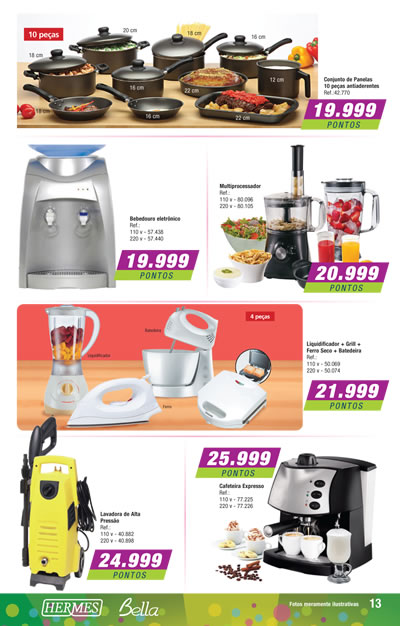 10 peças
20 cm
18 cm
18 cm
16 cm
12 cm
18 cm
18 cm
16 cm
22 cm
22 cm
Conjunto de Panelas
10 peças antiaderentes
Ref.:42.770
19.999
PONTOS
Bebedouro eletrônico
Ref.:
110 v - 57.438
220 v - 57.440
19.999
PONTOS
Multiprocessador
Ref.:
110 v - 80.096
220 v - 80.105
20.999
PONTOS
4 peças
Batedeira
Liquidificador
Ferro
Grill
Liquidificador + Grill +
Ferro Seco + Batedeira
Ref.:
110 v - 50.069
220 v - 50.074
21.999
PONTOS
Lavadora de Alta
Pressão
Ref.:
110 v - 40.882
220 v - 40.898
24.999
PONTOS
25.999
PONTOS
Cafeteira Expresso
Ref.:
110 v - 77.225
220 v - 77.226
HERMES
Bella
Fotos meramente ilustrativas
13